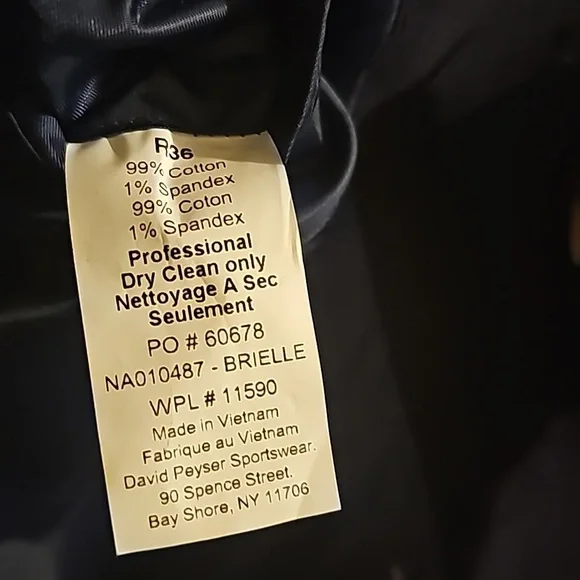 R36
99% Cotton
1% Spandex
99% Coton
1% Spandex
Professional
Dry Clean only
Nettoyage A Sec
Seulement
PO # 60678
NA010487 - BRIELLE
WPL # 11590
Made in Vietnam
Fabrique au Vietnam
David Peyser Sportswear.
90 Spence Street.
Bay Shore, NY 11706